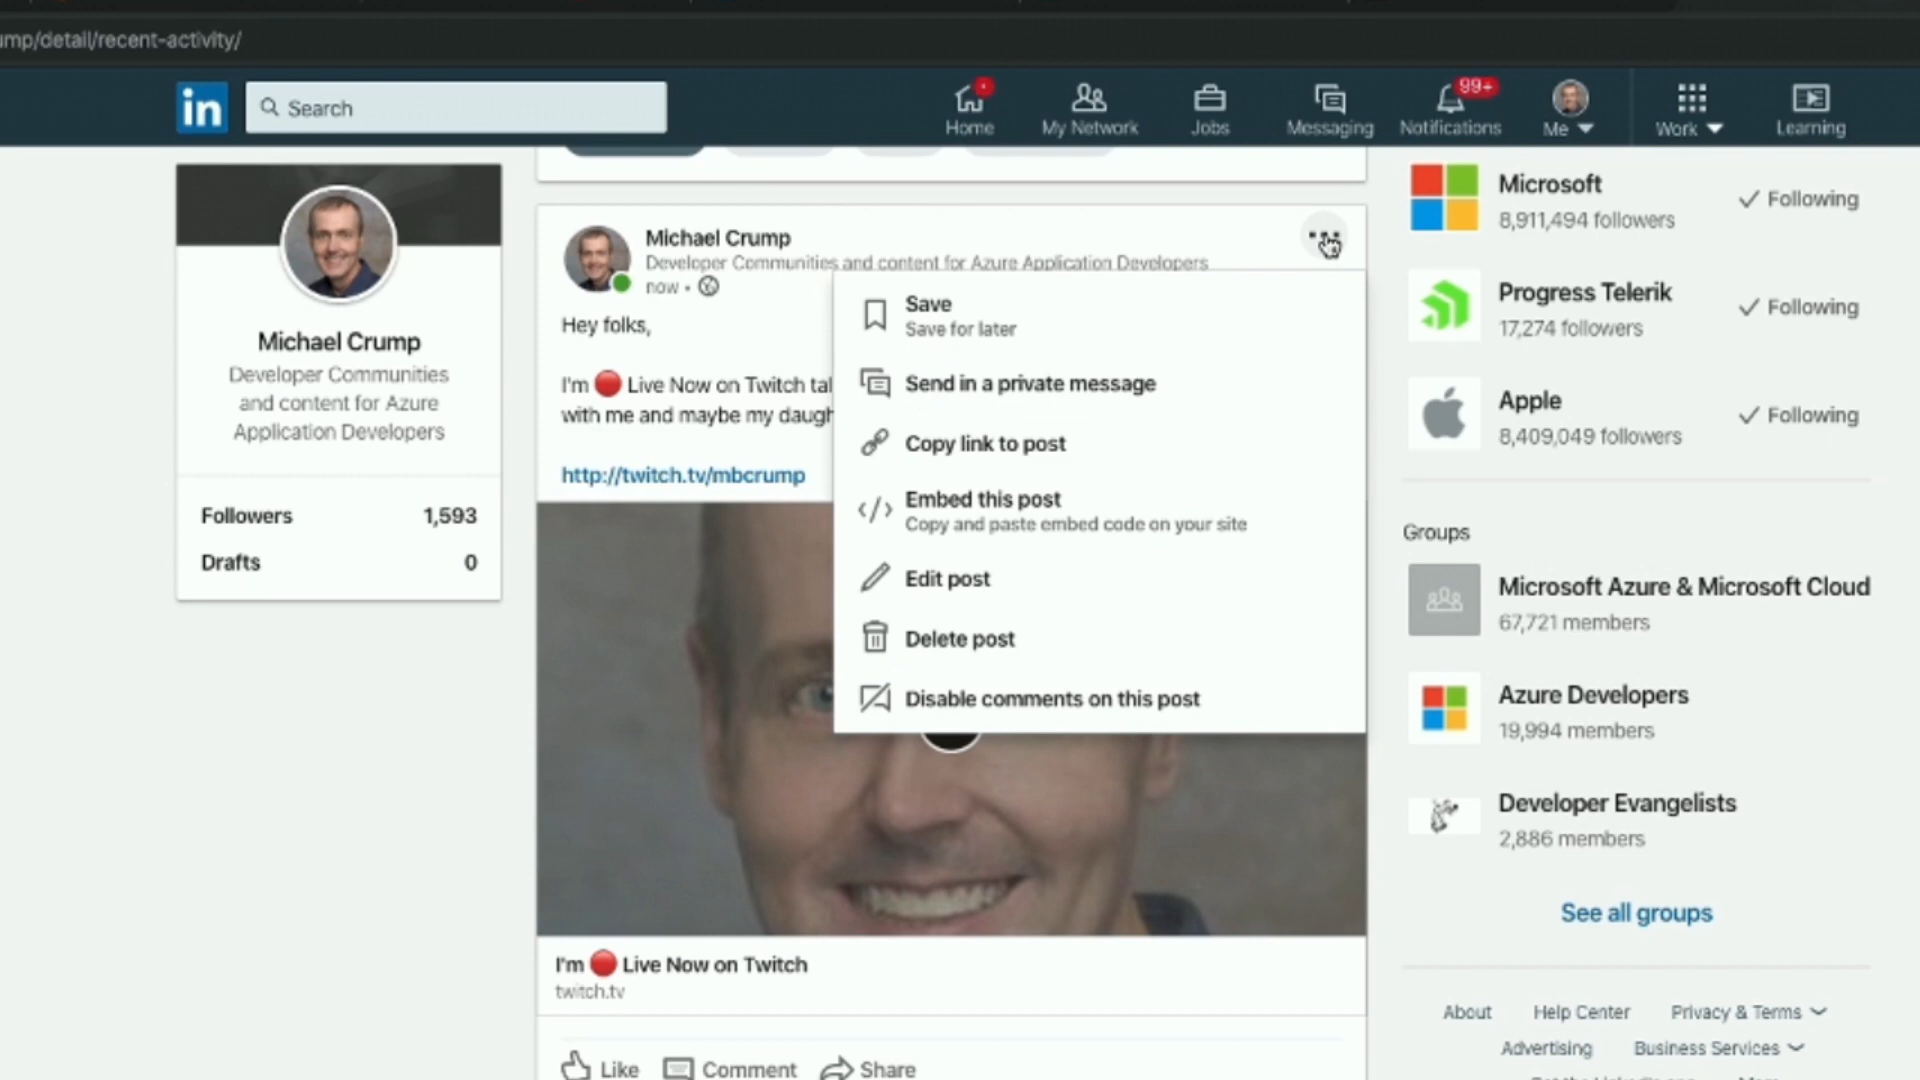 ump/detail/recent-activity/
in
Search
Home
My Network
Jobs
Messaging
99+
Notifications
Me
Work
Learning
Michael Crump
Developer Communities
and content for Azure
Application Developers
Followers 1,593
Drafts 0
Michael Crump
Developer Communities and content for Azure Application Developers
now •
Hey folks,
I'm 🔴 Live Now on Twitch tal
with me and maybe my daugh
http://twitch.tv/mbcrump
Save
Save for later
Send in a private message
Copy link to post
Embed this post
Copy and paste embed code on your site
Edit post
Delete post
Disable comments on this post
I'm 🔴 Live Now on Twitch
twitch.tv
Like
Comment
Share
Microsoft
8,911,494 followers
Following
Progress Telerik
17,274 followers
Following
Apple
8,409,049 followers
Following
Groups
Microsoft Azure & Microsoft Cloud
67,721 members
Azure Developers
19,994 members
Developer Evangelists
2,886 members
See all groups
About
Help Center
Privacy & Terms
Advertising
Business Services